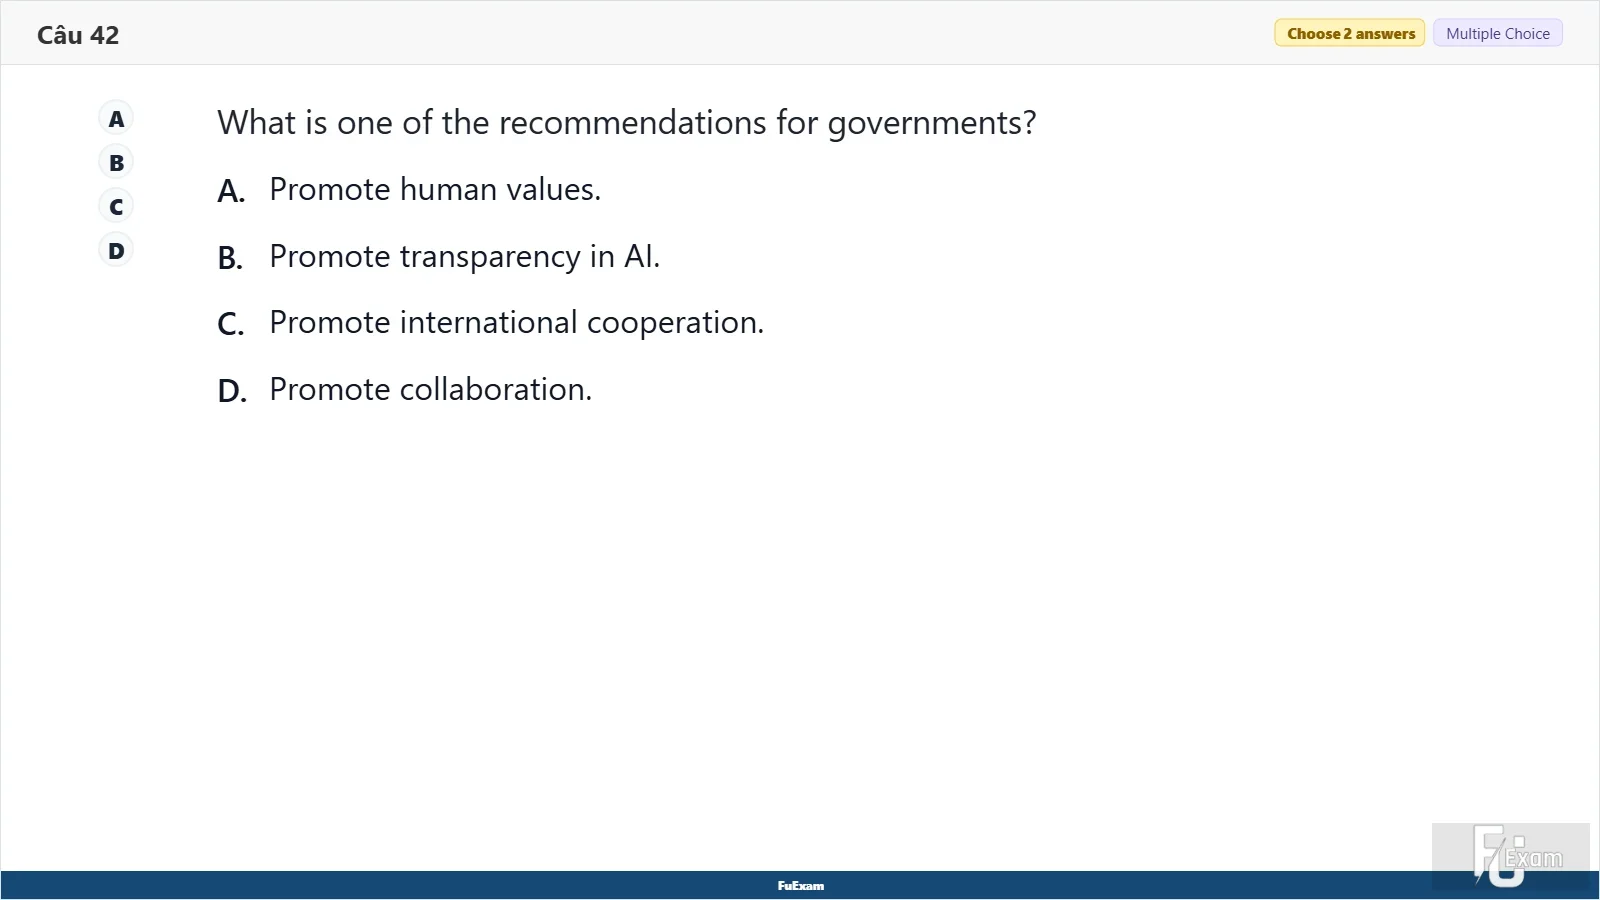 Câu 42
Choose 2 answers
Multiple Choice
A
B
C
D
What is one of the recommendations for governments?
A. Promote human values.
B. Promote transparency in AI.
C. Promote international cooperation.
D. Promote collaboration.
FU Exam
FuExam